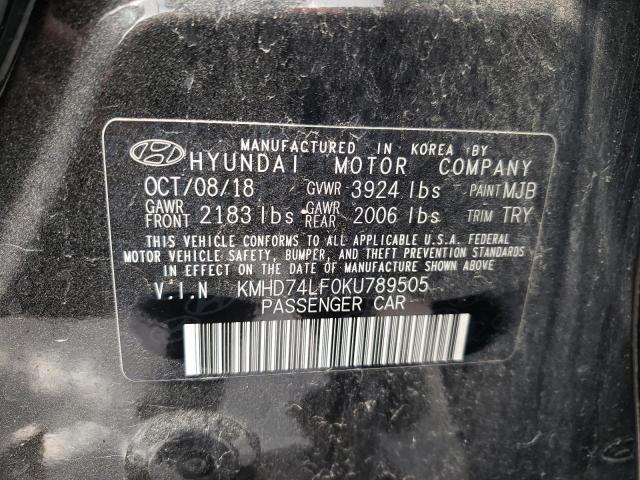 MANUFACTURED IN KOREA BY
HYUNDAI MOTOR COMPANY
OCT/08/18 GVWR 3924 lbs PAINT MJB
GAWR FRONT 2183 lbs GAWR REAR 2006 lbs TRIM TRY
THIS VEHICLE CONFORMS TO ALL APPLICABLE U.S.A. FEDERAL
MOTOR VEHICLE SAFETY, BUMPER, AND THEFT PREVENTION STANDARDS
IN EFFECT ON THE DATE OF MANUFACTURE SHOWN ABOVE
V.I.N KMHD74LF0KU789505
PASSENGER CAR